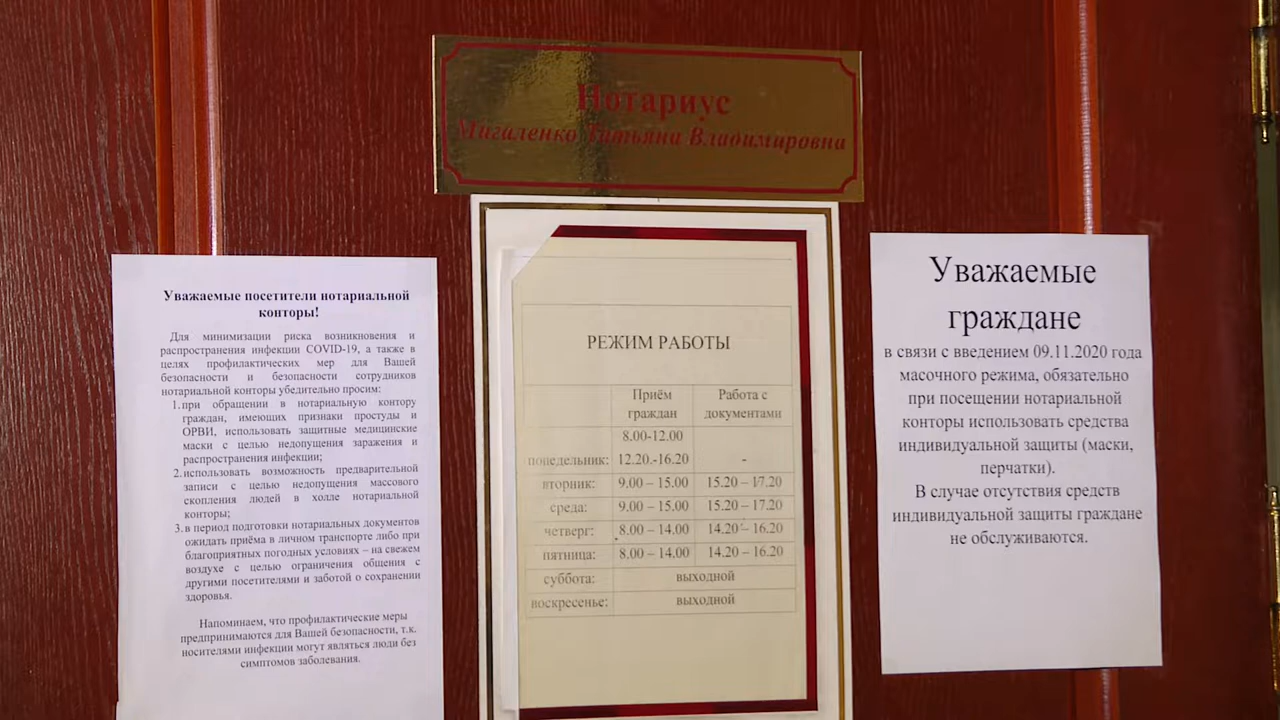 Нотариус
Мигаленко Татьяна Владимировна
Уважаемые посетители нотариальной
конторы!
Для минимизации риска возникновения и
распространения инфекции COVID-19, а также в
целях профилактических мер для Вашей
безопасности и безопасности сотрудников
нотариальной конторы убедительно просим:
1.при обращении в нотариальную контору
граждан, имеющих признаки простуды и
ОРВИ, использовать защитные медицинские
маски с целью недопущения заражения и
распространения инфекции;
2.использовать возможность предварительной
записи с целью недопущения массового
скопления людей в холле нотариальной
конторы;
3.в период подготовки нотариальных документов
ожидать приёма в личном транспорте либо при
благоприятных погодных условиях – на свежем
воздухе с целью ограничения общения с
другими посетителями и заботой о сохранении
здоровья.
Напоминаем, что профилактические меры
предпринимаются для Вашей безопасности, т.к.
носителями инфекции могут являться люди без
симптомов заболевания.
РЕЖИМ РАБОТЫ
Приём граждан Работа с документами
понедельник: 8.00-12.00 12.20.-16.20 -
вторник: 9.00 – 15.00 15.20 – 17.20
среда: 9.00 – 15.00 15.20 – 17.20
четверг: 8.00 – 14.00 14.20 – 16.20
пятница: 8.00 – 14.00 14.20 – 16.20
суббота: выходной
воскресенье: выходной
Уважаемые
граждане
в связи с введением 09.11.2020 года
масочного режима, обязательно
при посещении нотариальной
конторы использовать средства
индивидуальной защиты (маски,
перчатки).
В случае отсутствия средств
индивидуальной защиты граждане
не обслуживаются.